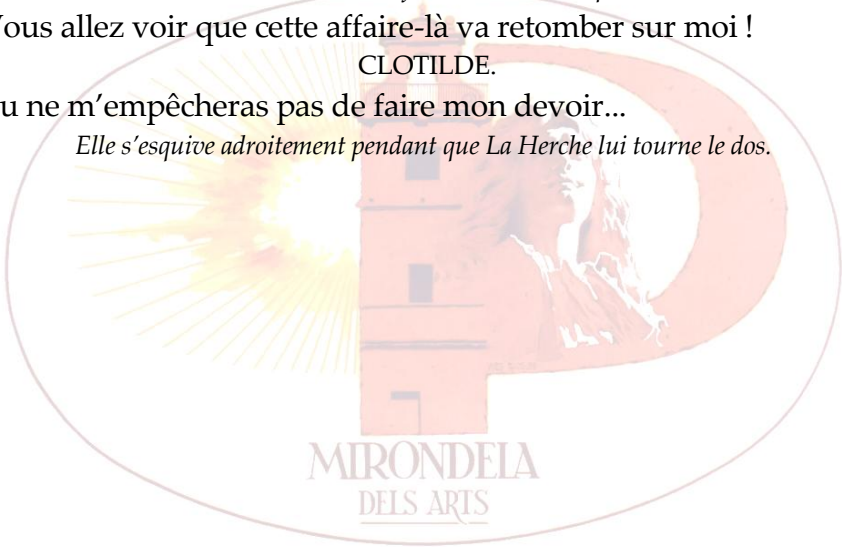 ous allez voir que cette affaire-là va retomber sur moi !
CLOTILDE.
u ne m’empêcheras pas de faire mon devoir...
Elle s’esquive adroitement pendant que La Herche lui tourne le dos.
MIRONDELA
DELS ARTS